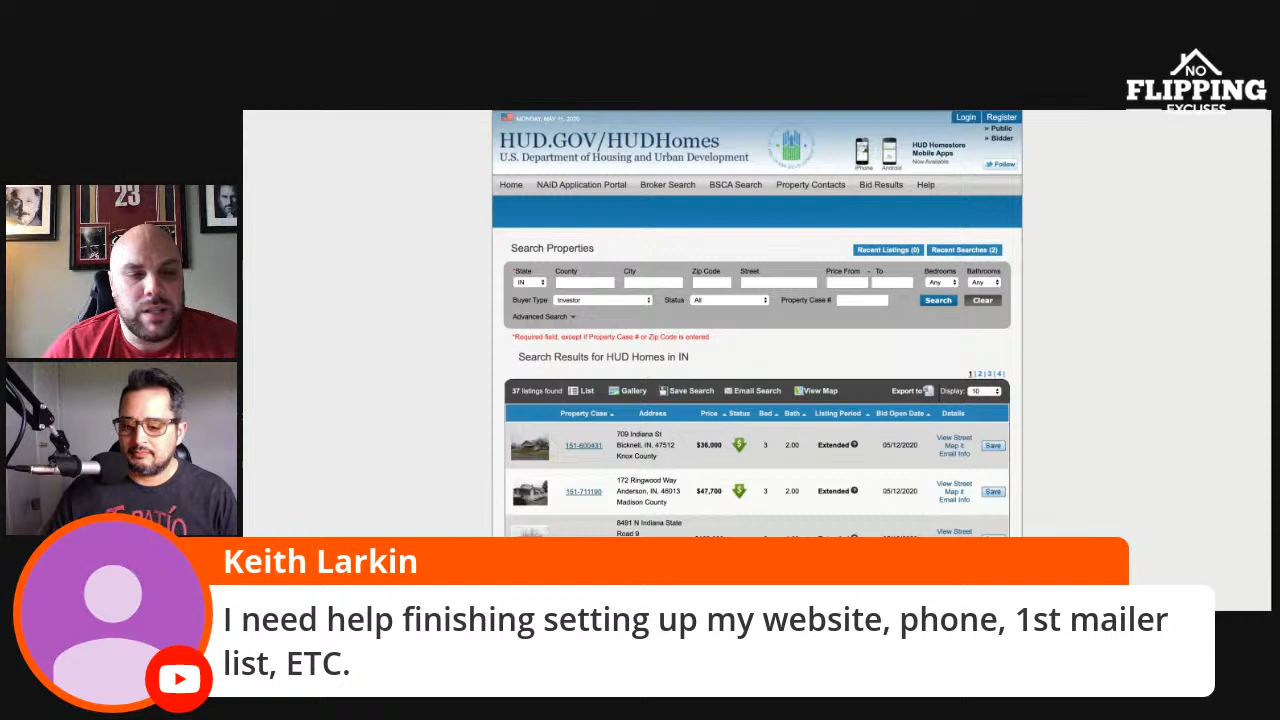 NO
FLIPPING
EXCUSES
MONDAY, MAY 11, 2020
Login Register
HUD.GOV/HUDHomes
U.S. Department of Housing and Urban Development
» Public
» Bidder
HUD Homestore
Mobile Apps
Now Available
iPhone Android
Follow
Home NAID Application Portal Broker Search BSCA Search Property Contacts Bid Results Help
23
Search Properties
Recent Listings (0) Recent Searches (2)
*State County City Zip Code Street Price From - To Bedrooms Bathrooms
IN Any Any
Buyer Type Investor Status All Property Case # Search Clear
Advanced Search
*Required field, except if Property Case # or Zip Code is entered
Search Results for HUD Homes in IN
1 | 2 | 3 | 4 |
37 listings found List Gallery Save Search Email Search View Map Export to Display: 10
Property Case Address Price Status Bed Bath Listing Period Bid Open Date Details
709 Indiana St
151-600431 Bicknell, IN, 47512 $36,000 3 2.00 Extended 05/12/2020 Save
Knox County
View Street
Map it
Email Info
172 Ringwood Way
151-711190 Anderson, IN, 46013 $47,700 3 2.00 Extended 05/12/2020 Save
Madison County
View Street
Map it
Email Info
8491 N Indiana State
Road 9
View Street
Keith Larkin
I need help finishing setting up my website, phone, 1st mailer
list, ETC.